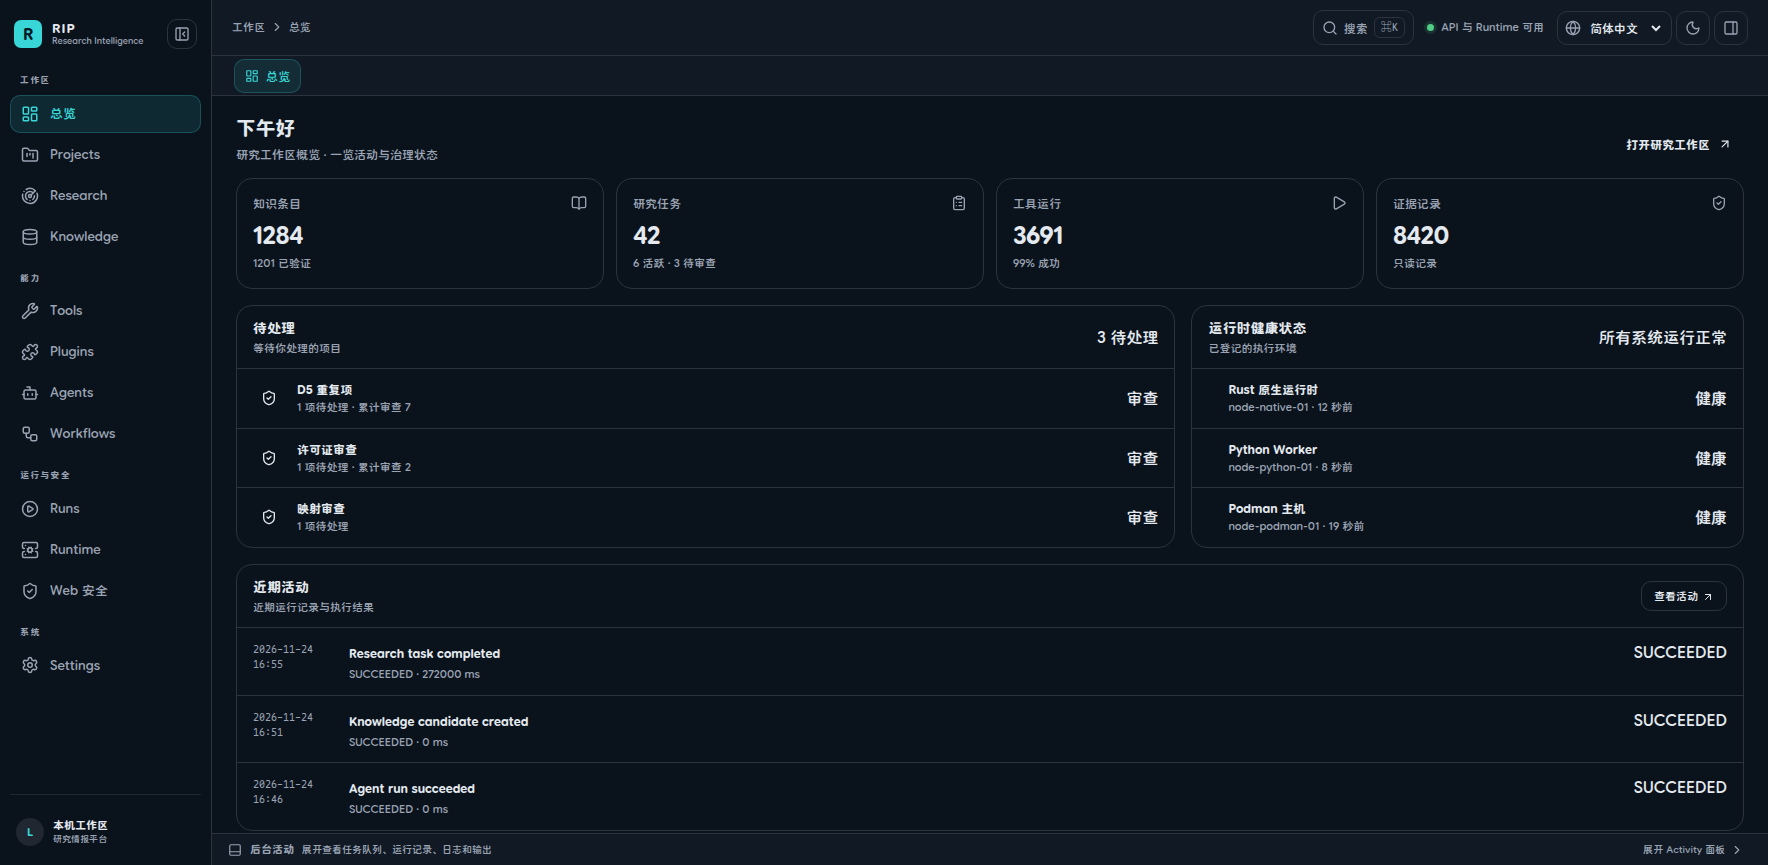 R
RIP
Research Intelligence
工作区
总览
Projects
Research
Knowledge
能力
Tools
Plugins
Agents
Workflows
运行与安全
Runs
Runtime
Web 安全
系统
Settings
L
本机工作区
研究情报平台
工作区 > 总览
搜索 ⌘K
API 与 Runtime 可用
简体中文
总览
下午好
研究工作区概览 · 一览活动与治理状态
打开研究工作区
知识条目
1284
1201 已验证
研究任务
42
6 活跃 · 3 待审查
工具运行
3691
99% 成功
证据记录
8420
只读记录
待处理
等待你处理的项目
3 待处理
D5 重复项
1 项待处理 · 累计审查 7
审查
许可证审查
1 项待处理 · 累计审查 2
审查
映射审查
1 项待处理
审查
运行时健康状态
已登记的执行环境
所有系统运行正常
Rust 原生运行时
node-native-01 · 12 秒前
健康
Python Worker
node-python-01 · 8 秒前
健康
Podman 主机
node-podman-01 · 19 秒前
健康
近期活动
近期运行记录与执行结果
查看活动
2026-11-24
16:55
Research task completed
SUCCEEDED · 272000 ms
SUCCEEDED
2026-11-24
16:51
Knowledge candidate created
SUCCEEDED · 0 ms
SUCCEEDED
2026-11-24
16:46
Agent run succeeded
SUCCEEDED · 0 ms
SUCCEEDED
后台活动 展开查看任务队列、运行记录、日志和输出
展开 Activity 面板